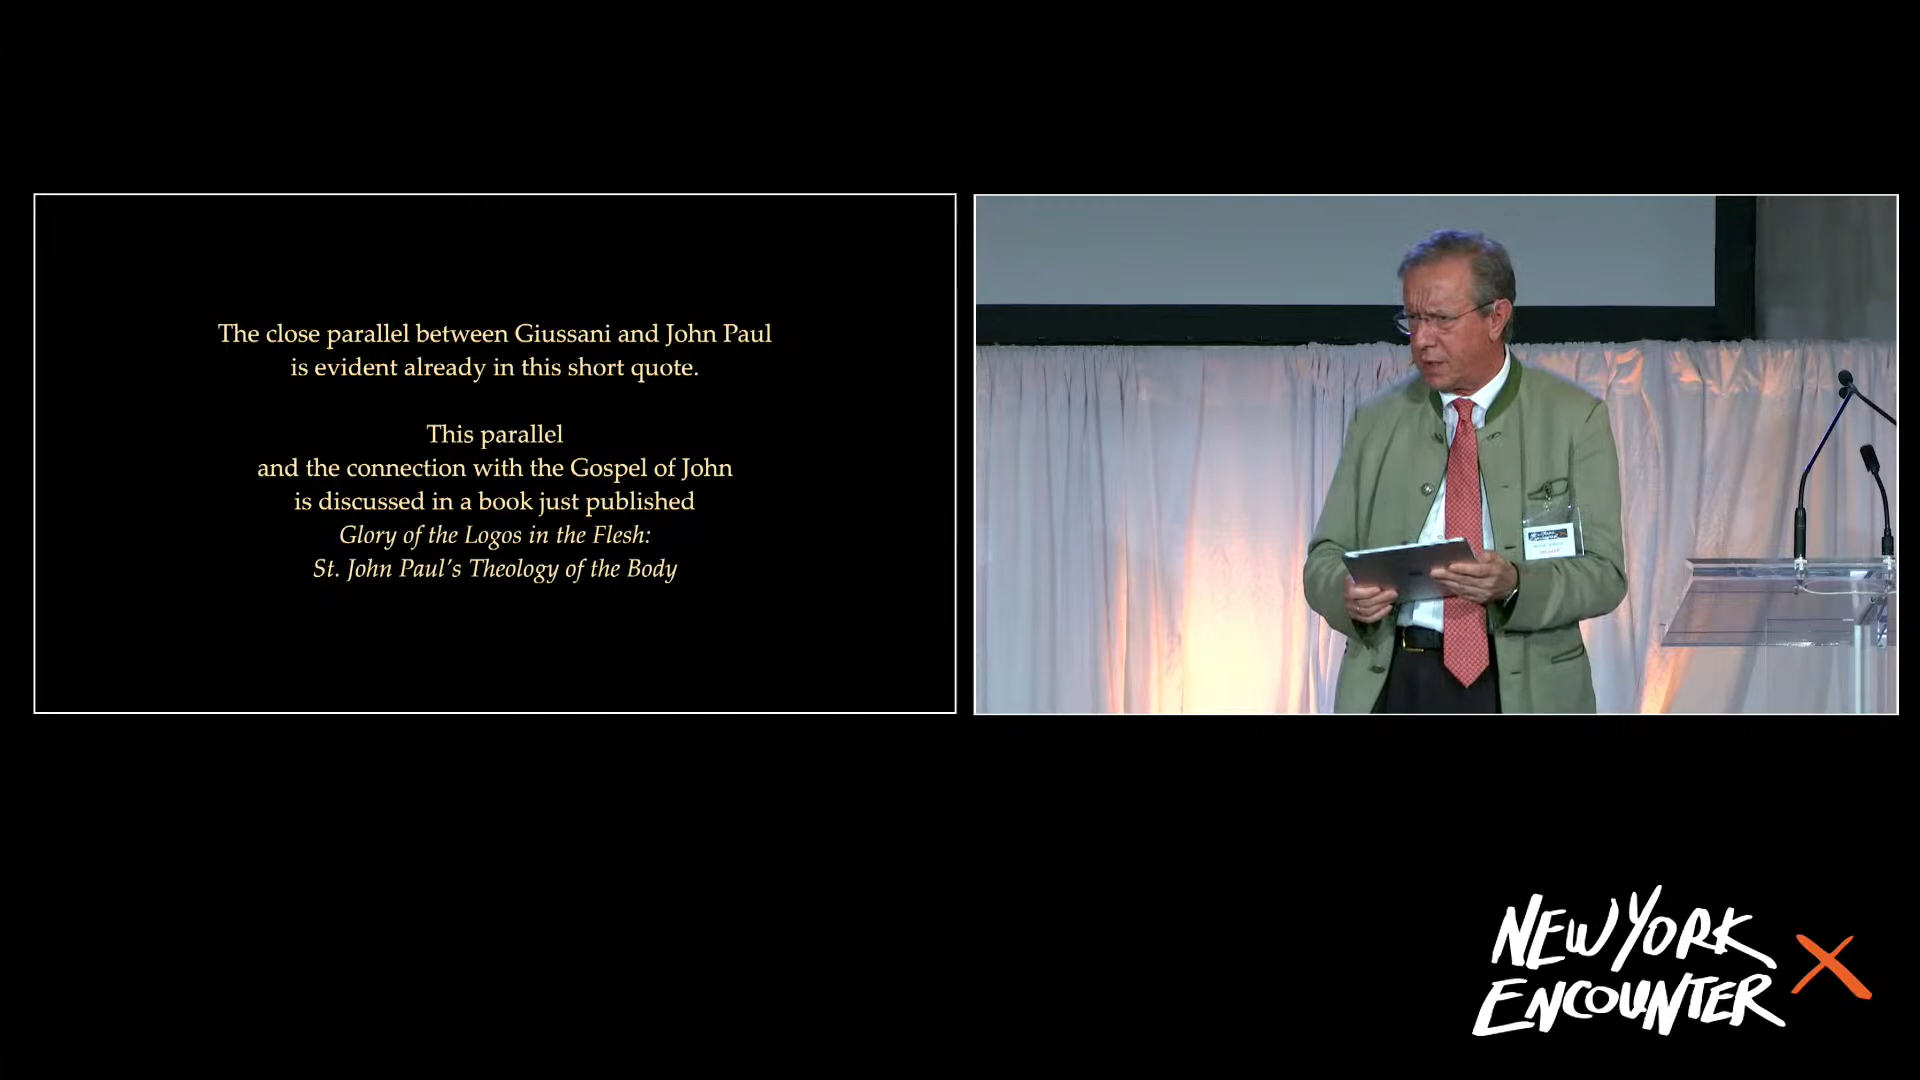 The close parallel between Giussani and John Paul
is evident already in this short quote.
This parallel
and the connection with the Gospel of John
is discussed in a book just published
Glory of the Logos in the Flesh:
St. John Paul's Theology of the Body
NEW YORK
ENCOUNTER